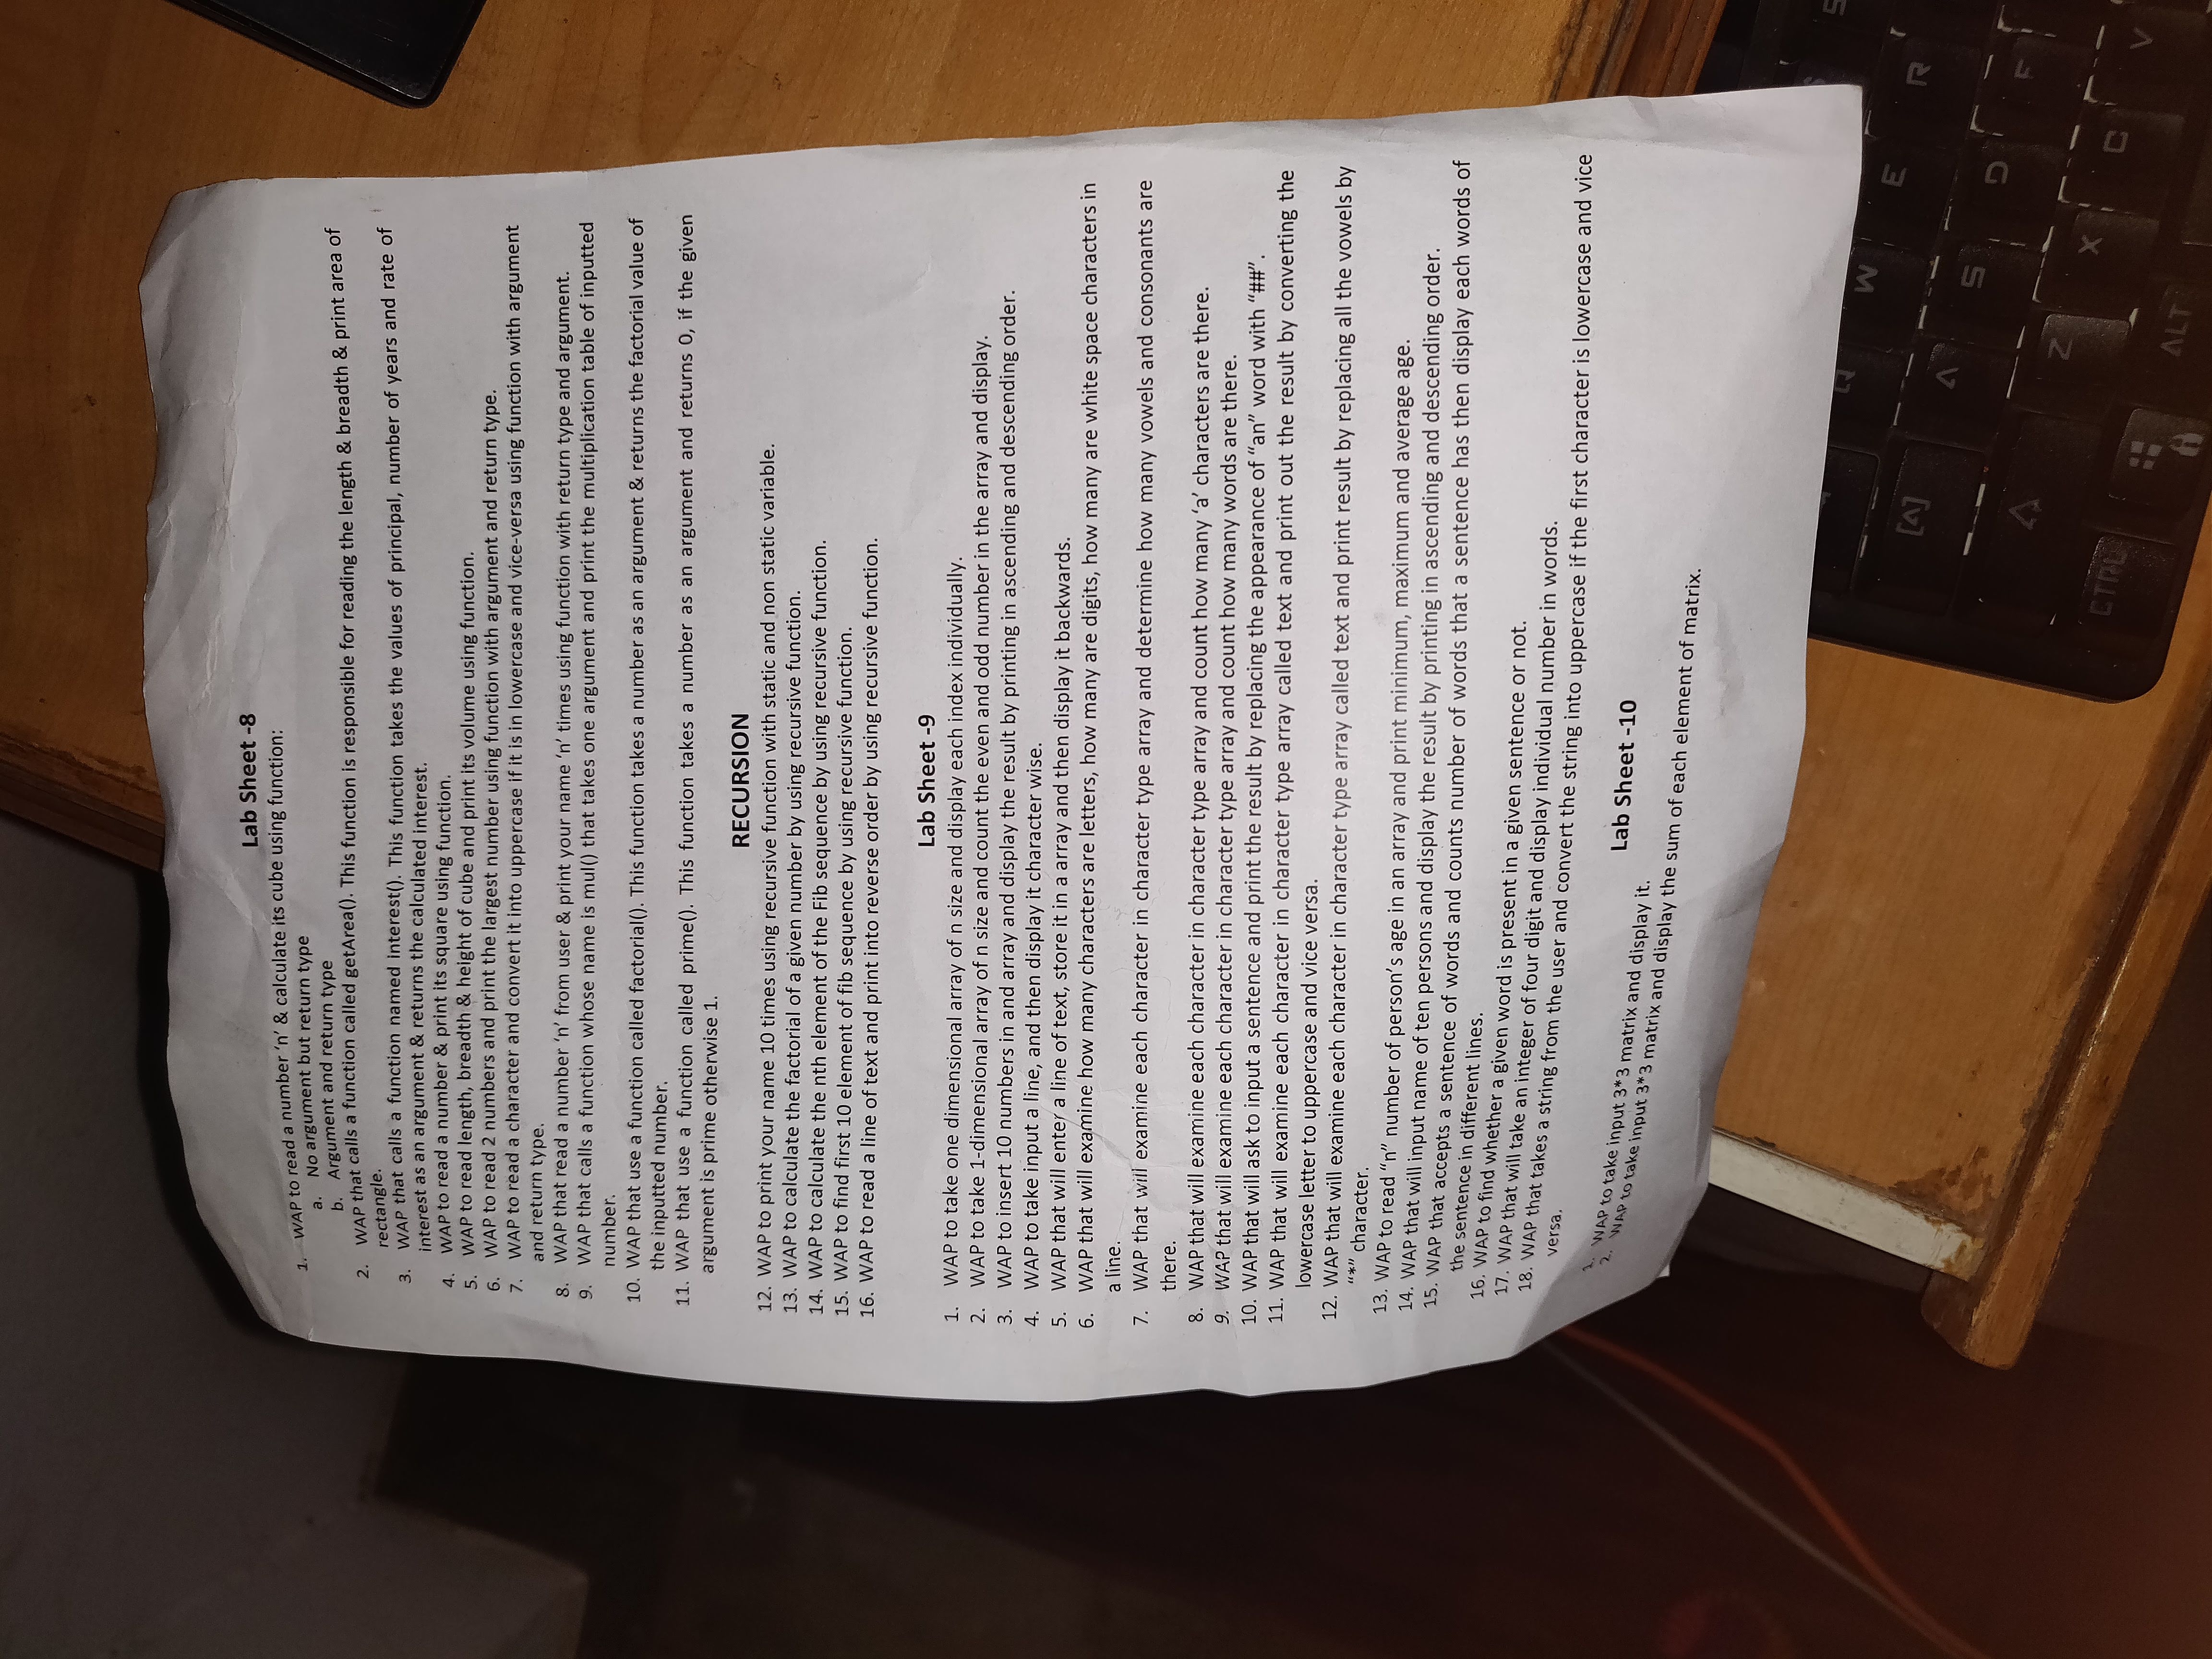 Lab Sheet -8
1. WAP to read a number ‘n’ & calculate its cube using function:
a. No argument but return type
b. Argument and return type
2. WAP that calls a function called getArea(). This function is responsible for reading the length & breadth & print area of
rectangle.
3. WAP that calls a function named interest(). This function takes the values of principal, number of years and rate of
interest as an argument & returns the calculated interest.
4. WAP to read a number & print its square using function.
5. WAP to read length, breadth & height of cube and print its volume using function.
6. WAP to read 2 numbers and print the largest number using function with argument and return type.
7. WAP to read a character and convert it into uppercase if it is in lowercase and vice-versa using function with argument
and return type.
8. WAP that read a number ‘n’ from user & print your name ‘n’ times using function with return type and argument.
9. WAP that calls a function whose name is mul() that takes one argument and print the multiplication table of inputted
number.
10. WAP that use a function called factorial(). This function takes a number as an argument & returns the factorial value of
the inputted number.
11. WAP that use a function called prime(). This function takes a number as an argument and returns 0, if the given
argument is prime otherwise 1.
RECURSION
12. WAP to print your name 10 times using recursive function with static and non static variable.
13. WAP to calculate the factorial of a given number by using recursive function.
14. WAP to calculate the nth element of the Fib sequence by using recursive function.
15. WAP to find first 10 element of fib sequence by using recursive function.
16. WAP to read a line of text and print into reverse order by using recursive function.
Lab Sheet -9
1. WAP to take one dimensional array of n size and display each index individually.
2. WAP to take 1-dimensional array of n size and count the even and odd number in the array and display.
3. WAP to insert 10 numbers in and array and display the result by printing in ascending and descending order.
4. WAP to take input a line, and then display it character wise.
5. WAP that will enter a line of text, store it in a array and then display it backwards.
6. WAP that will examine how many characters are letters, how many are digits, how many are white space characters in
a line.
7. WAP that will examine each character in character type array and determine how many vowels and consonants are
there.
8. WAP that will examine each character in character type array and count how many ‘a’ characters are there.
9. WAP that will examine each character in character type array and count how many words are there.
10. WAP that will ask to input a sentence and print the result by replacing the appearance of “an” word with “##”.
11. WAP that will examine each character in character type array called text and print out the result by converting the
lowercase letter to uppercase and vice versa.
12. WAP that will examine each character in character type array called text and print result by replacing all the vowels by
“*” character.
13. WAP to read “n” number of person’s age in an array and print minimum, maximum and average age.
14. WAP that will input name of ten persons and display the result by printing in ascending and descending order.
15. WAP that accepts a sentence of words and counts number of words that a sentence has then display each words of
the sentence in different lines.
16. WAP to find whether a given word is present in a given sentence or not.
17. WAP that will take an integer of four digit and display individual number in words.
18. WAP that takes a string from the user and convert the string into uppercase if the first character is lowercase and vice
versa.
Lab Sheet -10
1. WAP to take input 3*3 matrix and display it.
2. WAP to take input 3*3 matrix and display the sum of each element of matrix.
Q W E R
[A] A S D F
Z X C V
CTRL ALT